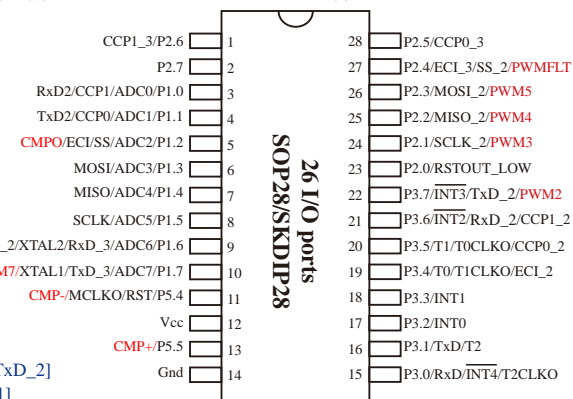 CCP1_3/P2.6 1 28 P2.5/CCP0_3
P2.7 2 27 P2.4/ECI_3/SS_2/PWMFLT
RxD2/CCP1/ADC0/P1.0 3 26 P2.3/MOSI_2/PWM5
TxD2/CCP0/ADC1/P1.1 4 25 P2.2/MISO_2/PWM4
CMPO/ECI/SS/ADC2/P1.2 5 24 P2.1/SCLK_2/PWM3
MOSI/ADC3/P1.3 6 23 P2.0/RSTOUT_LOW
MISO/ADC4/P1.4 7 22 P3.7/INT3/TxD_2/PWM2
SCLK/ADC5/P1.5 8 21 P3.6/INT2/RxD_2/CCP1_2
_2/XTAL2/RxD_3/ADC6/P1.6 9 20 P3.5/T1/T0CLKO/CCP0_2
M7/XTAL1/TxD_3/ADC7/P1.7 10 19 P3.4/T0/T1CLKO/ECI_2
CMP-/MCLKO/RST/P5.4 11 18 P3.3/INT1
Vcc 12 17 P3.2/INT0
CMP+/P5.5 13 16 P3.1/TxD/T2
Gnd 14 15 P3.0/RxD/INT4/T2CLKO
26 I/O ports
SOP28/SKDIP28
TxD_2]